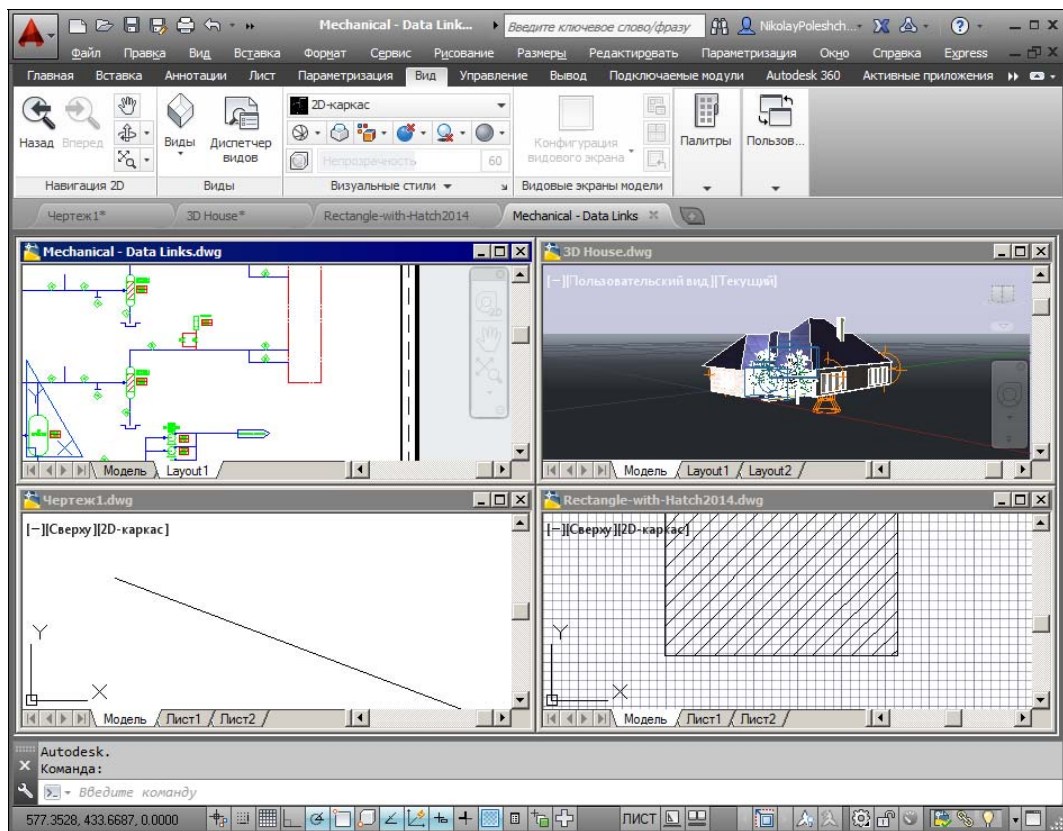 Mechanical - Data Link... Введите ключевое слово/фразу NikolayPoleshch...
Файл Правка Вид Вставка Формат Сервис Рисование Размеры Редактировать Параметризация Окно Справка Express
Главная Вставка Аннотации Лист Параметризация Вид Управление Вывод Подключаемые модули Autodesk 360 Активные приложения
2D-каркас
Назад Вперед Виды Диспетчер видов Конфигурация видового экрана Палитры Пользов...
Непрозрачность 60
Навигация 2D Виды Визуальные стили Видовые экраны модели
Чертеж1* 3D House* Rectangle-with-Hatch2014 Mechanical - Data Links
Mechanical - Data Links.dwg
Модель Layout1
3D House.dwg
[−][Пользовательский вид][Текущий]
Модель Layout1 Layout2
Чертеж1.dwg
[−][Сверху][2D-каркас]
Y
X
Модель Лист1 Лист2
Rectangle-with-Hatch2014.dwg
[−][Сверху][2D-каркас]
Y
X
Модель Лист1 Лист2
Autodesk.
Команда:
Введите команду
577.3528, 433.6687, 0.0000 ЛИСТ